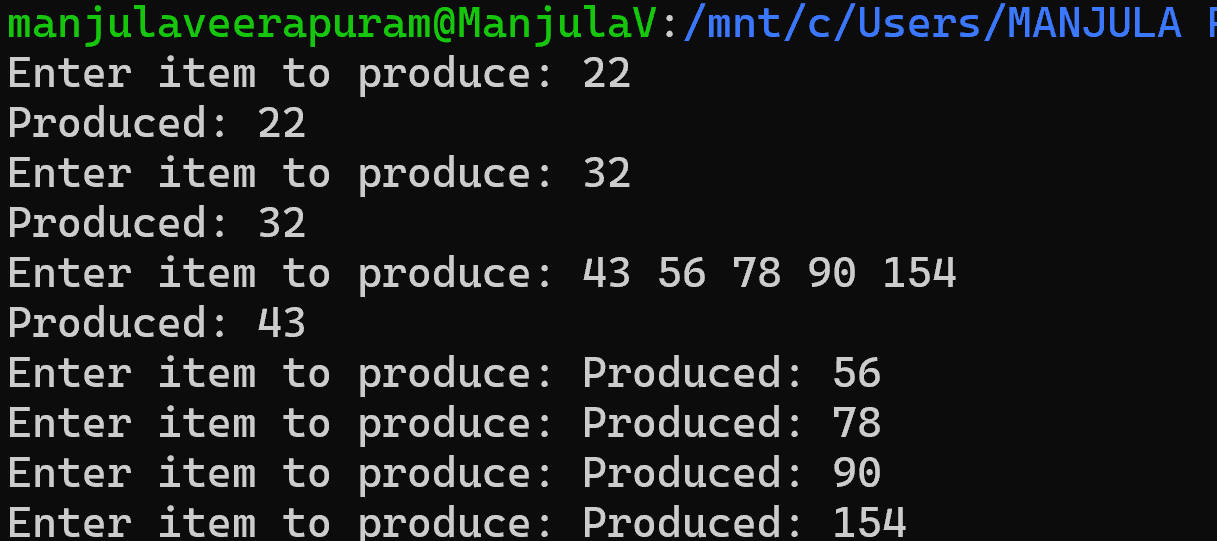 manjulaveerapuram@ManjulaV:/mnt/c/Users/MANJULA
Enter item to produce: 22
Produced: 22
Enter item to produce: 32
Produced: 32
Enter item to produce: 43 56 78 90 154
Produced: 43
Enter item to produce: Produced: 56
Enter item to produce: Produced: 78
Enter item to produce: Produced: 90
Enter item to produce: Produced: 154